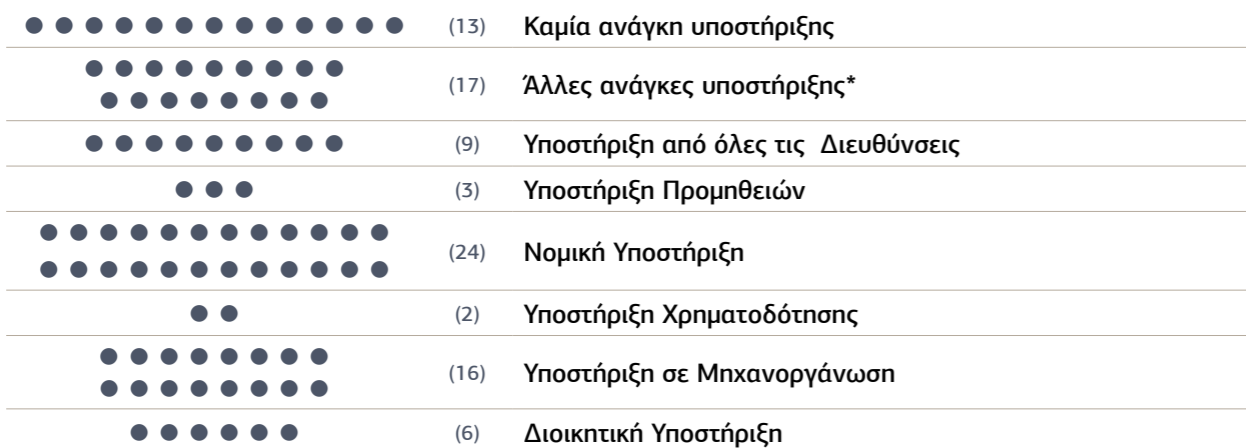 (13) Καμία ανάγκη υποστήριξης
(17) Άλλες ανάγκες υποστήριξης*
(9) Υποστήριξη από όλες τις Διευθύνσεις
(3) Υποστήριξη Προμηθειών
(24) Νομική Υποστήριξη
(2) Υποστήριξη Χρηματοδότησης
(16) Υποστήριξη σε Μηχανοργάνωση
(6) Διοικητική Υποστήριξη